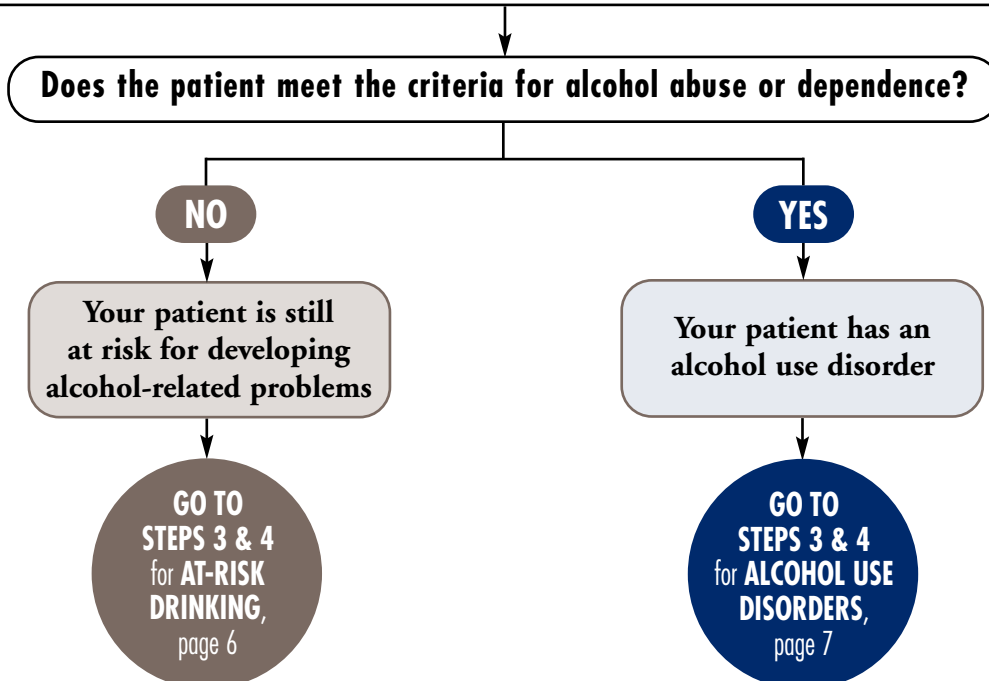 Does the patient meet the criteria for alcohol abuse or dependence?
NO
YES
Your patient is still
at risk for developing
alcohol-related problems
Your patient has an
alcohol use disorder
GO TO
STEPS 3 & 4
for AT-RISK
DRINKING,
page 6
GO TO
STEPS 3 & 4
for ALCOHOL USE
DISORDERS,
page 7